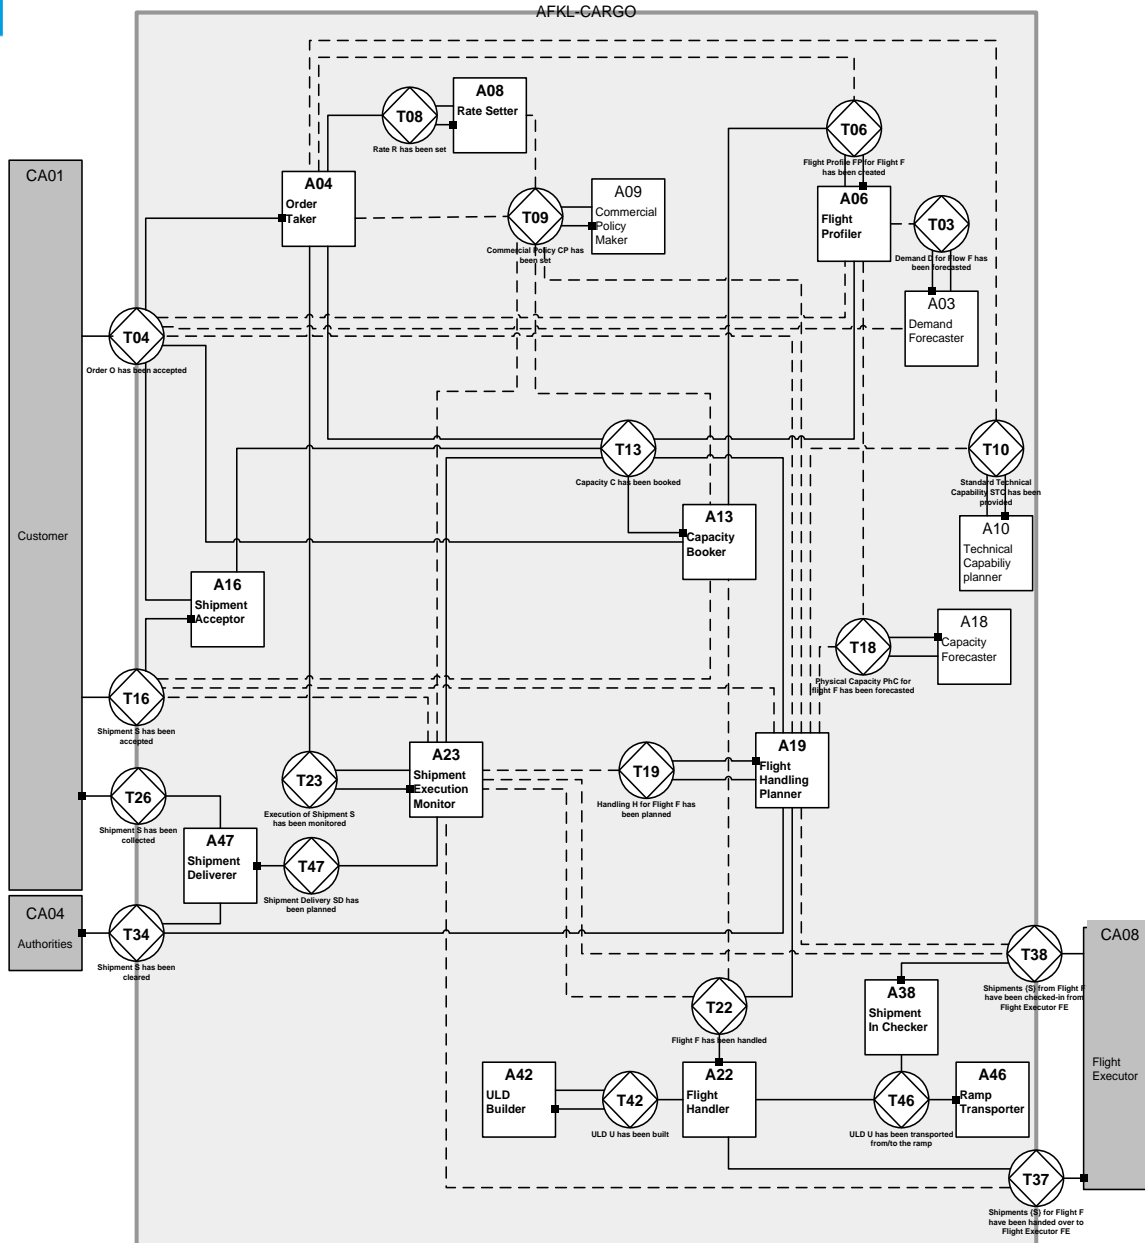 AFKL-CARGO
CA01
Customer
CA04
Authorities
CA08
Flight
Executor
T08
Rate R has been set
A08
Rate Setter
A04
Order
Taker
T09
Commercial Policy CP has
been set
A09
Commercial
Policy
Maker
T06
Flight Profile FP for Flight F
has been created
A06
Flight
Profiler
T03
Demand D for Flow F has
been forecasted
A03
Demand
Forecaster
T04
Order O has been accepted
T13
Capacity C has been booked
T10
Standard Technical
Capability STC has been
provided
A10
Technical
Capabiliy
planner
A13
Capacity
Booker
A16
Shipment
Acceptor
T18
Physical Capacity PhC for
flight F has been forecasted
A18
Capacity
Forecaster
T16
Shipment S has been
accepted
T23
Execution of Shipment S
has been monitored
A23
Shipment
Execution
Monitor
T19
Handling H for Flight F has
been planned
A19
Flight
Handling
Planner
T26
Shipment S has been
collected
A47
Shipment
Deliverer
T47
Shipment Delivery SD has
been planned
T34
Shipment S has been
cleared
T38
Shipments {S} from Flight F
have been checked-in from
Flight Executor FE
T22
Flight F has been handled
A38
Shipment
In Checker
A42
ULD
Builder
T42
ULD U has been built
A22
Flight
Handler
T46
ULD U has been transported
from/to the ramp
A46
Ramp
Transporter
T37
Shipments {S} for Flight F
have been handed over to
Flight Executor FE